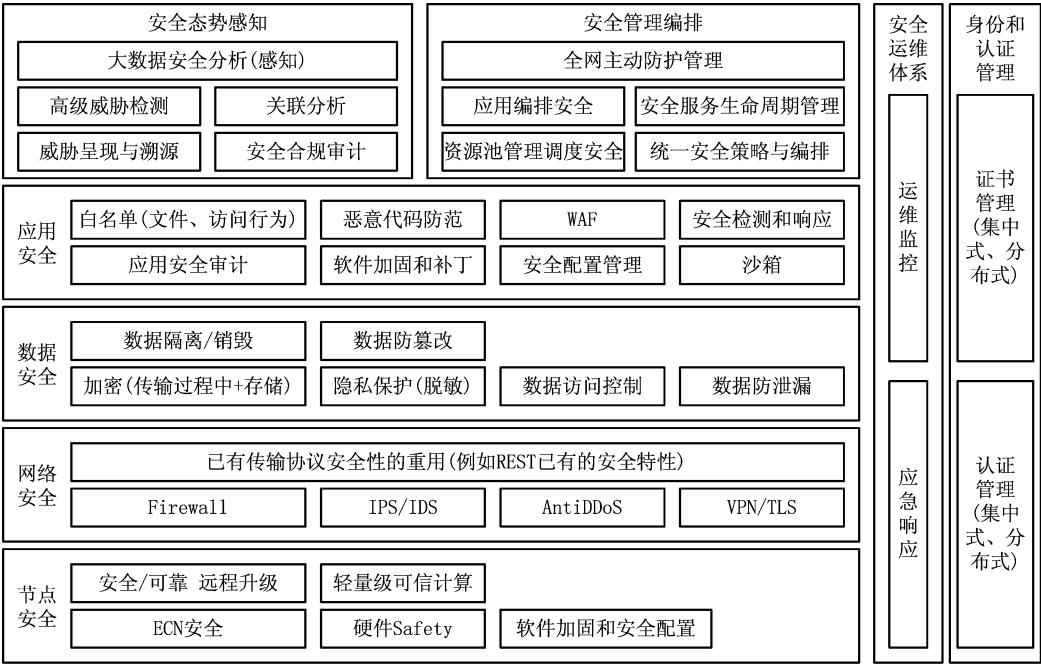 安全态势感知
大数据安全分析(感知)
高级威胁检测
关联分析
威胁呈现与溯源
安全合规审计
安全管理编排
全网主动防护管理
应用编排安全
安全服务生命周期管理
资源池管理调度安全
统一安全策略与编排
应用
安全
白名单(文件、访问行为)
恶意代码防范
WAF
安全检测和响应
应用安全审计
软件加固和补丁
安全配置管理
沙箱
数据
安全
数据隔离/销毁
数据防篡改
加密(传输过程中+存储)
隐私保护(脱敏)
数据访问控制
数据防泄漏
网络
安全
已有传输协议安全性的重用(例如REST已有的安全特性)
Firewall
IPS/IDS
AntiDDoS
VPN/TLS
节点
安全
安全/可靠 远程升级
轻量级可信计算
ECN安全
硬件Safety
软件加固和安全配置
安全
运维
体系
运
维
监
控
应
急
响
应
身份和
认证
管理
证书
管理
(集中
式、分
布式)
认证
管理
(集中
式、分
布式)